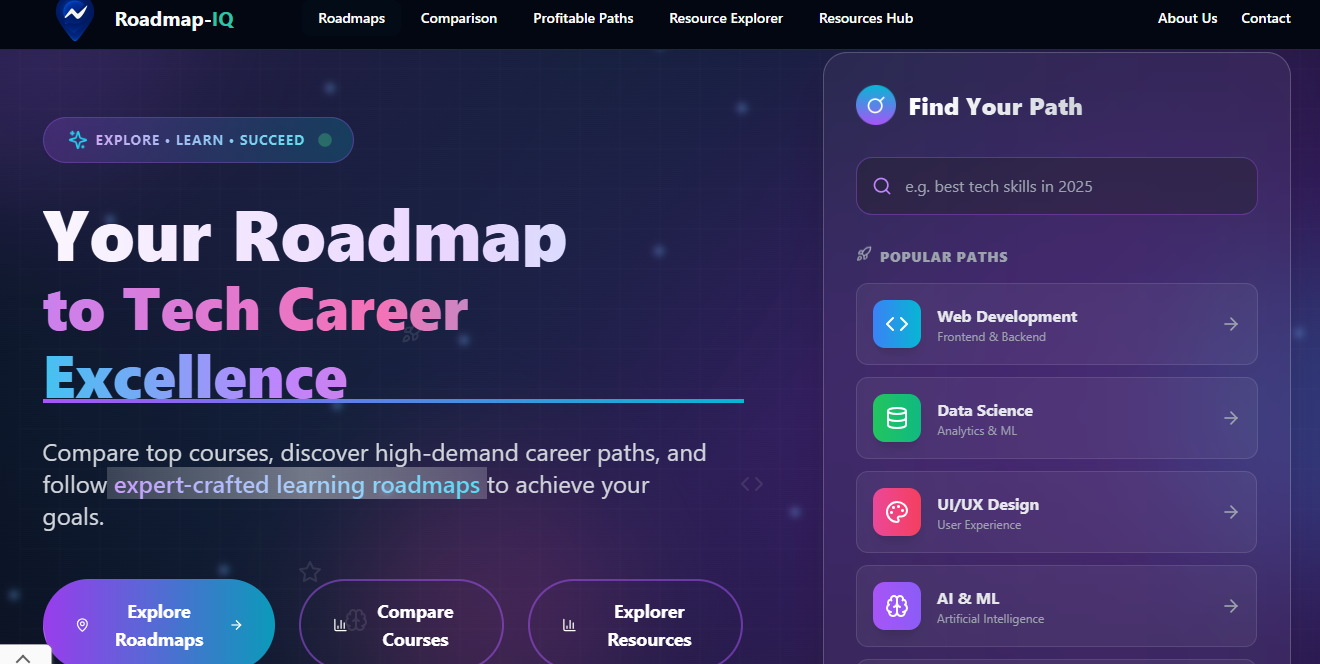 Roadmap-IQ
Roadmaps
Comparison
Profitable Paths
Resource Explorer
Resources Hub
About Us
Contact
EXPLORE • LEARN • SUCCEED
Your Roadmap
to Tech Career
Excellence
Compare top courses, discover high-demand career paths, and
follow expert-crafted learning roadmaps to achieve your
goals.
Explore
Roadmaps
Compare
Courses
Explorer
Resources
Find Your Path
e.g. best tech skills in 2025
POPULAR PATHS
Web Development
Frontend & Backend
Data Science
Analytics & ML
UI/UX Design
User Experience
AI & ML
Artificial Intelligence